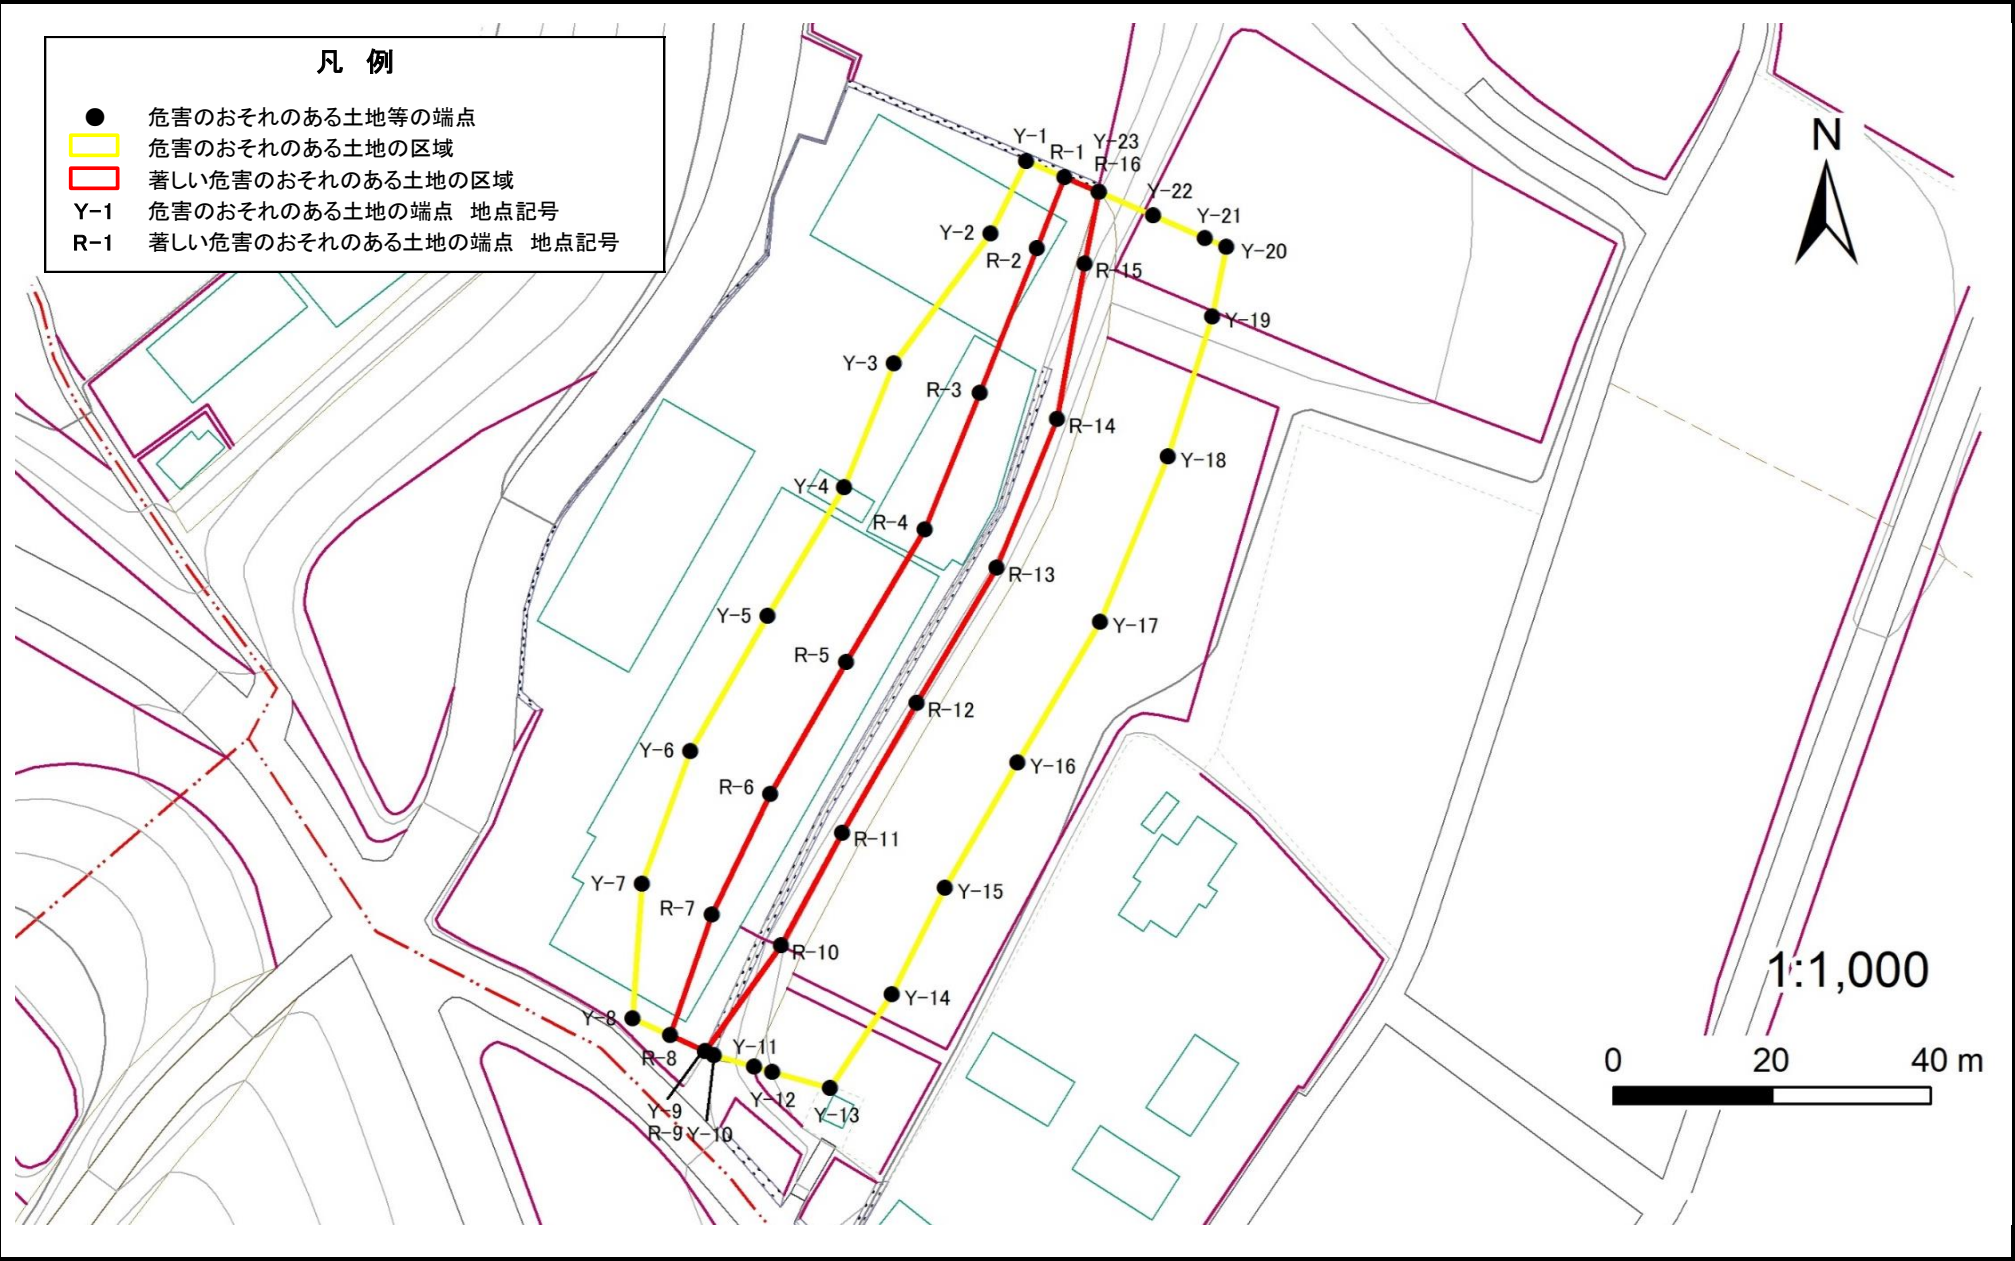 凡 例
危害のおそれのある土地等の端点
危害のおそれのある土地の区域
著しい危害のおそれのある土地の区域
Y-1 危害のおそれのある土地の端点 地点記号
R-1 著しい危害のおそれのある土地の端点 地点記号
N
Y-1
R-1
Y-23
R-16
Y-22
Y-21
Y-20
Y-2
R-2
R-15
Y-19
Y-3
R-3
R-14
Y-18
Y-4
R-4
R-13
Y-5
Y-17
R-5
R-12
Y-6
Y-16
R-6
R-11
Y-7
Y-15
R-7
R-10
Y-14
Y-8
R-8
Y-11
Y-12
Y-13
Y-9
R-9
Y-10
1:1,000
0 20 40 m